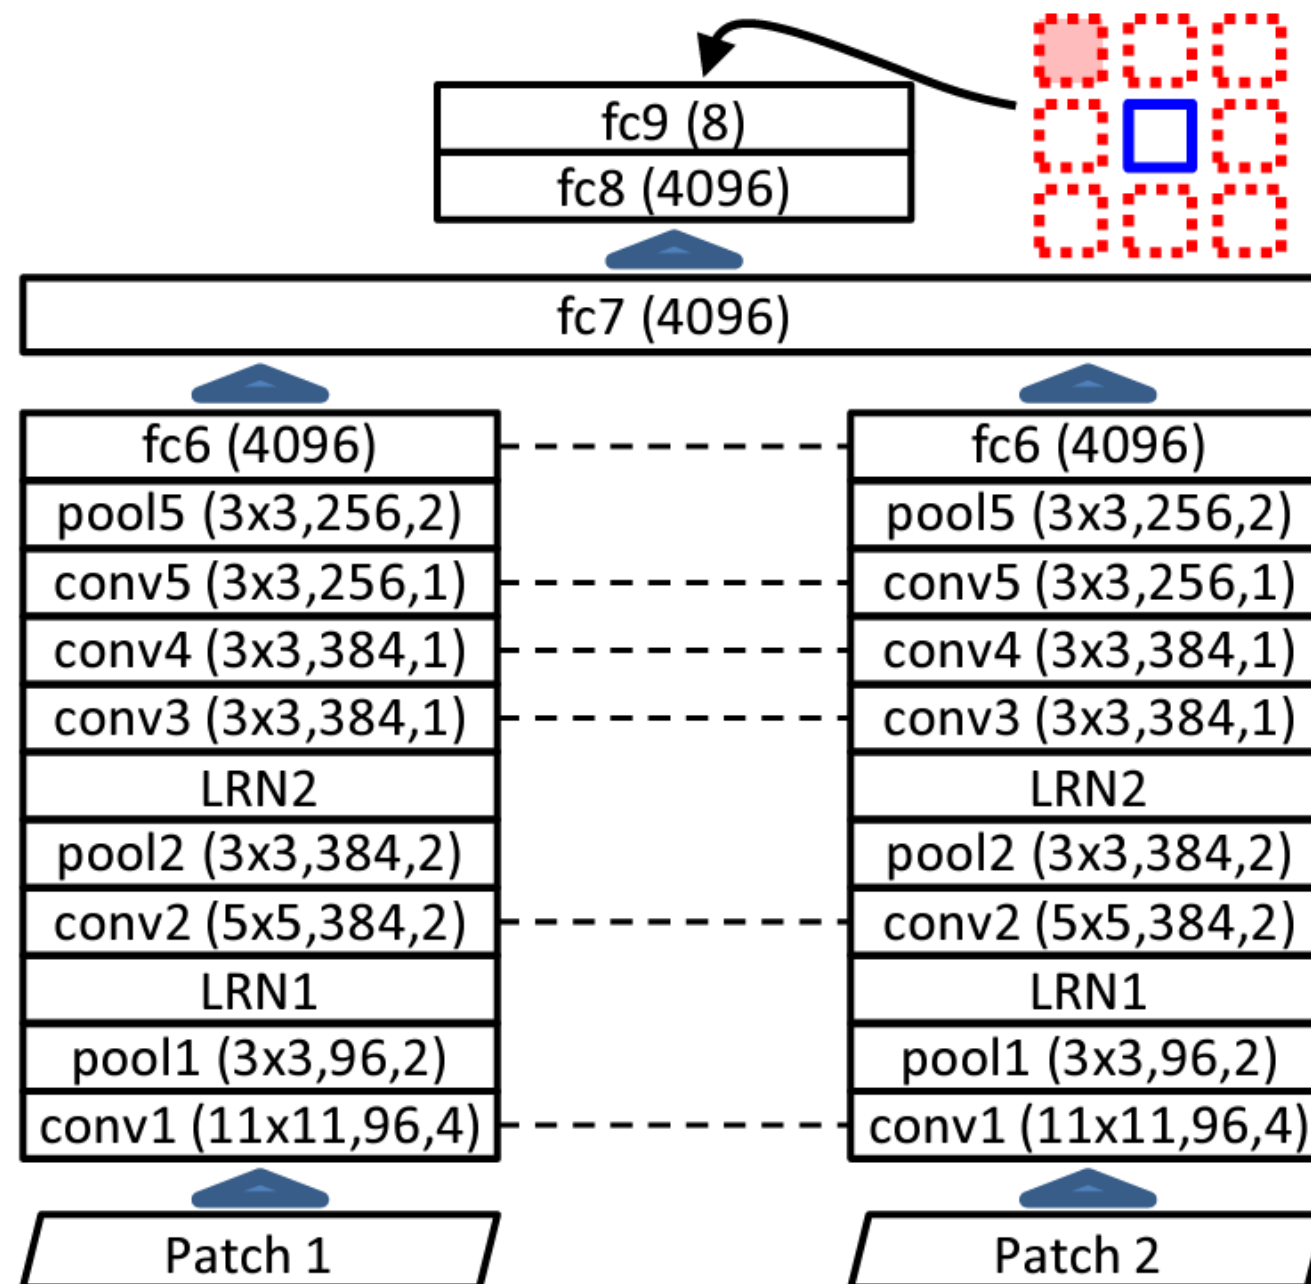 fc9 (8)
fc8 (4096)
fc7 (4096)
fc6 (4096)
pool5 (3x3,256,2)
conv5 (3x3,256,1)
conv4 (3x3,384,1)
conv3 (3x3,384,1)
LRN2
pool2 (3x3,384,2)
conv2 (5x5,384,2)
LRN1
pool1 (3x3,96,2)
conv1 (11x11,96,4)
Patch 1
fc6 (4096)
pool5 (3x3,256,2)
conv5 (3x3,256,1)
conv4 (3x3,384,1)
conv3 (3x3,384,1)
LRN2
pool2 (3x3,384,2)
conv2 (5x5,384,2)
LRN1
pool1 (3x3,96,2)
conv1 (11x11,96,4)
Patch 2